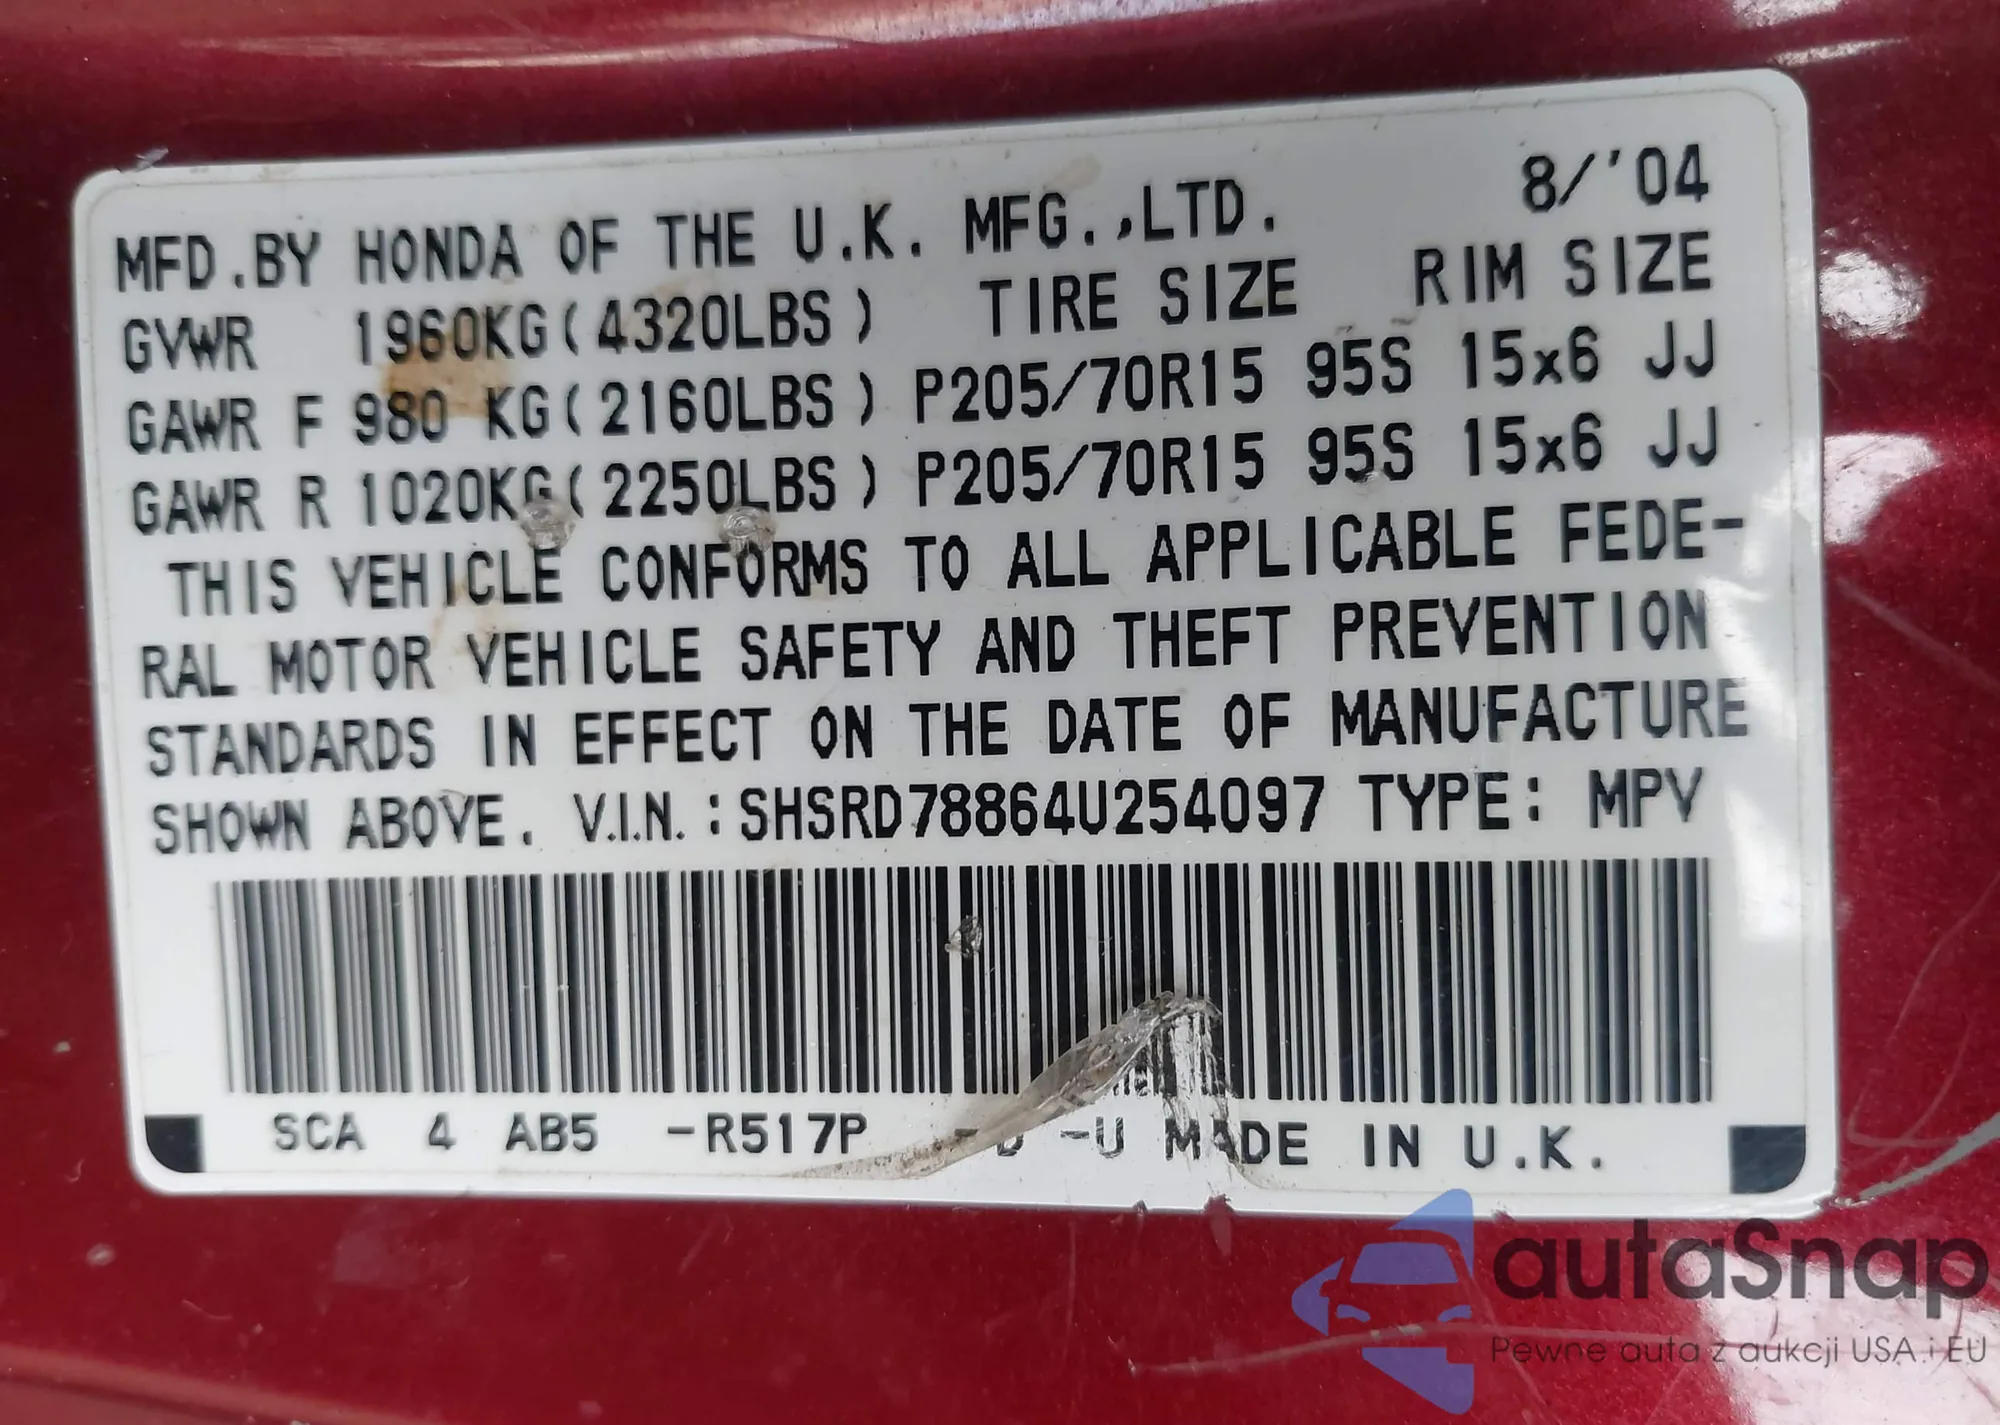 MFD.BY HONDA OF THE U.K. MFG.,LTD. 8/'04
GVWR 1960KG(4320LBS) TIRE SIZE RIM SIZE
GAWR F 980 KG(2160LBS) P205/70R15 95S 15x6 JJ
GAWR R 1020KG(2250LBS) P205/70R15 95S 15x6 JJ
THIS VEHICLE CONFORMS TO ALL APPLICABLE FEDE-
RAL MOTOR VEHICLE SAFETY AND THEFT PREVENTION
STANDARDS IN EFFECT ON THE DATE OF MANUFACTURE
SHOWN ABOVE. V.I.N.:SHSRD78864U254097 TYPE: MPV
SCA 4 AB5 -R517P -U MADE IN U.K.
autaSnap
Pewne auta z aukcji USA i EU